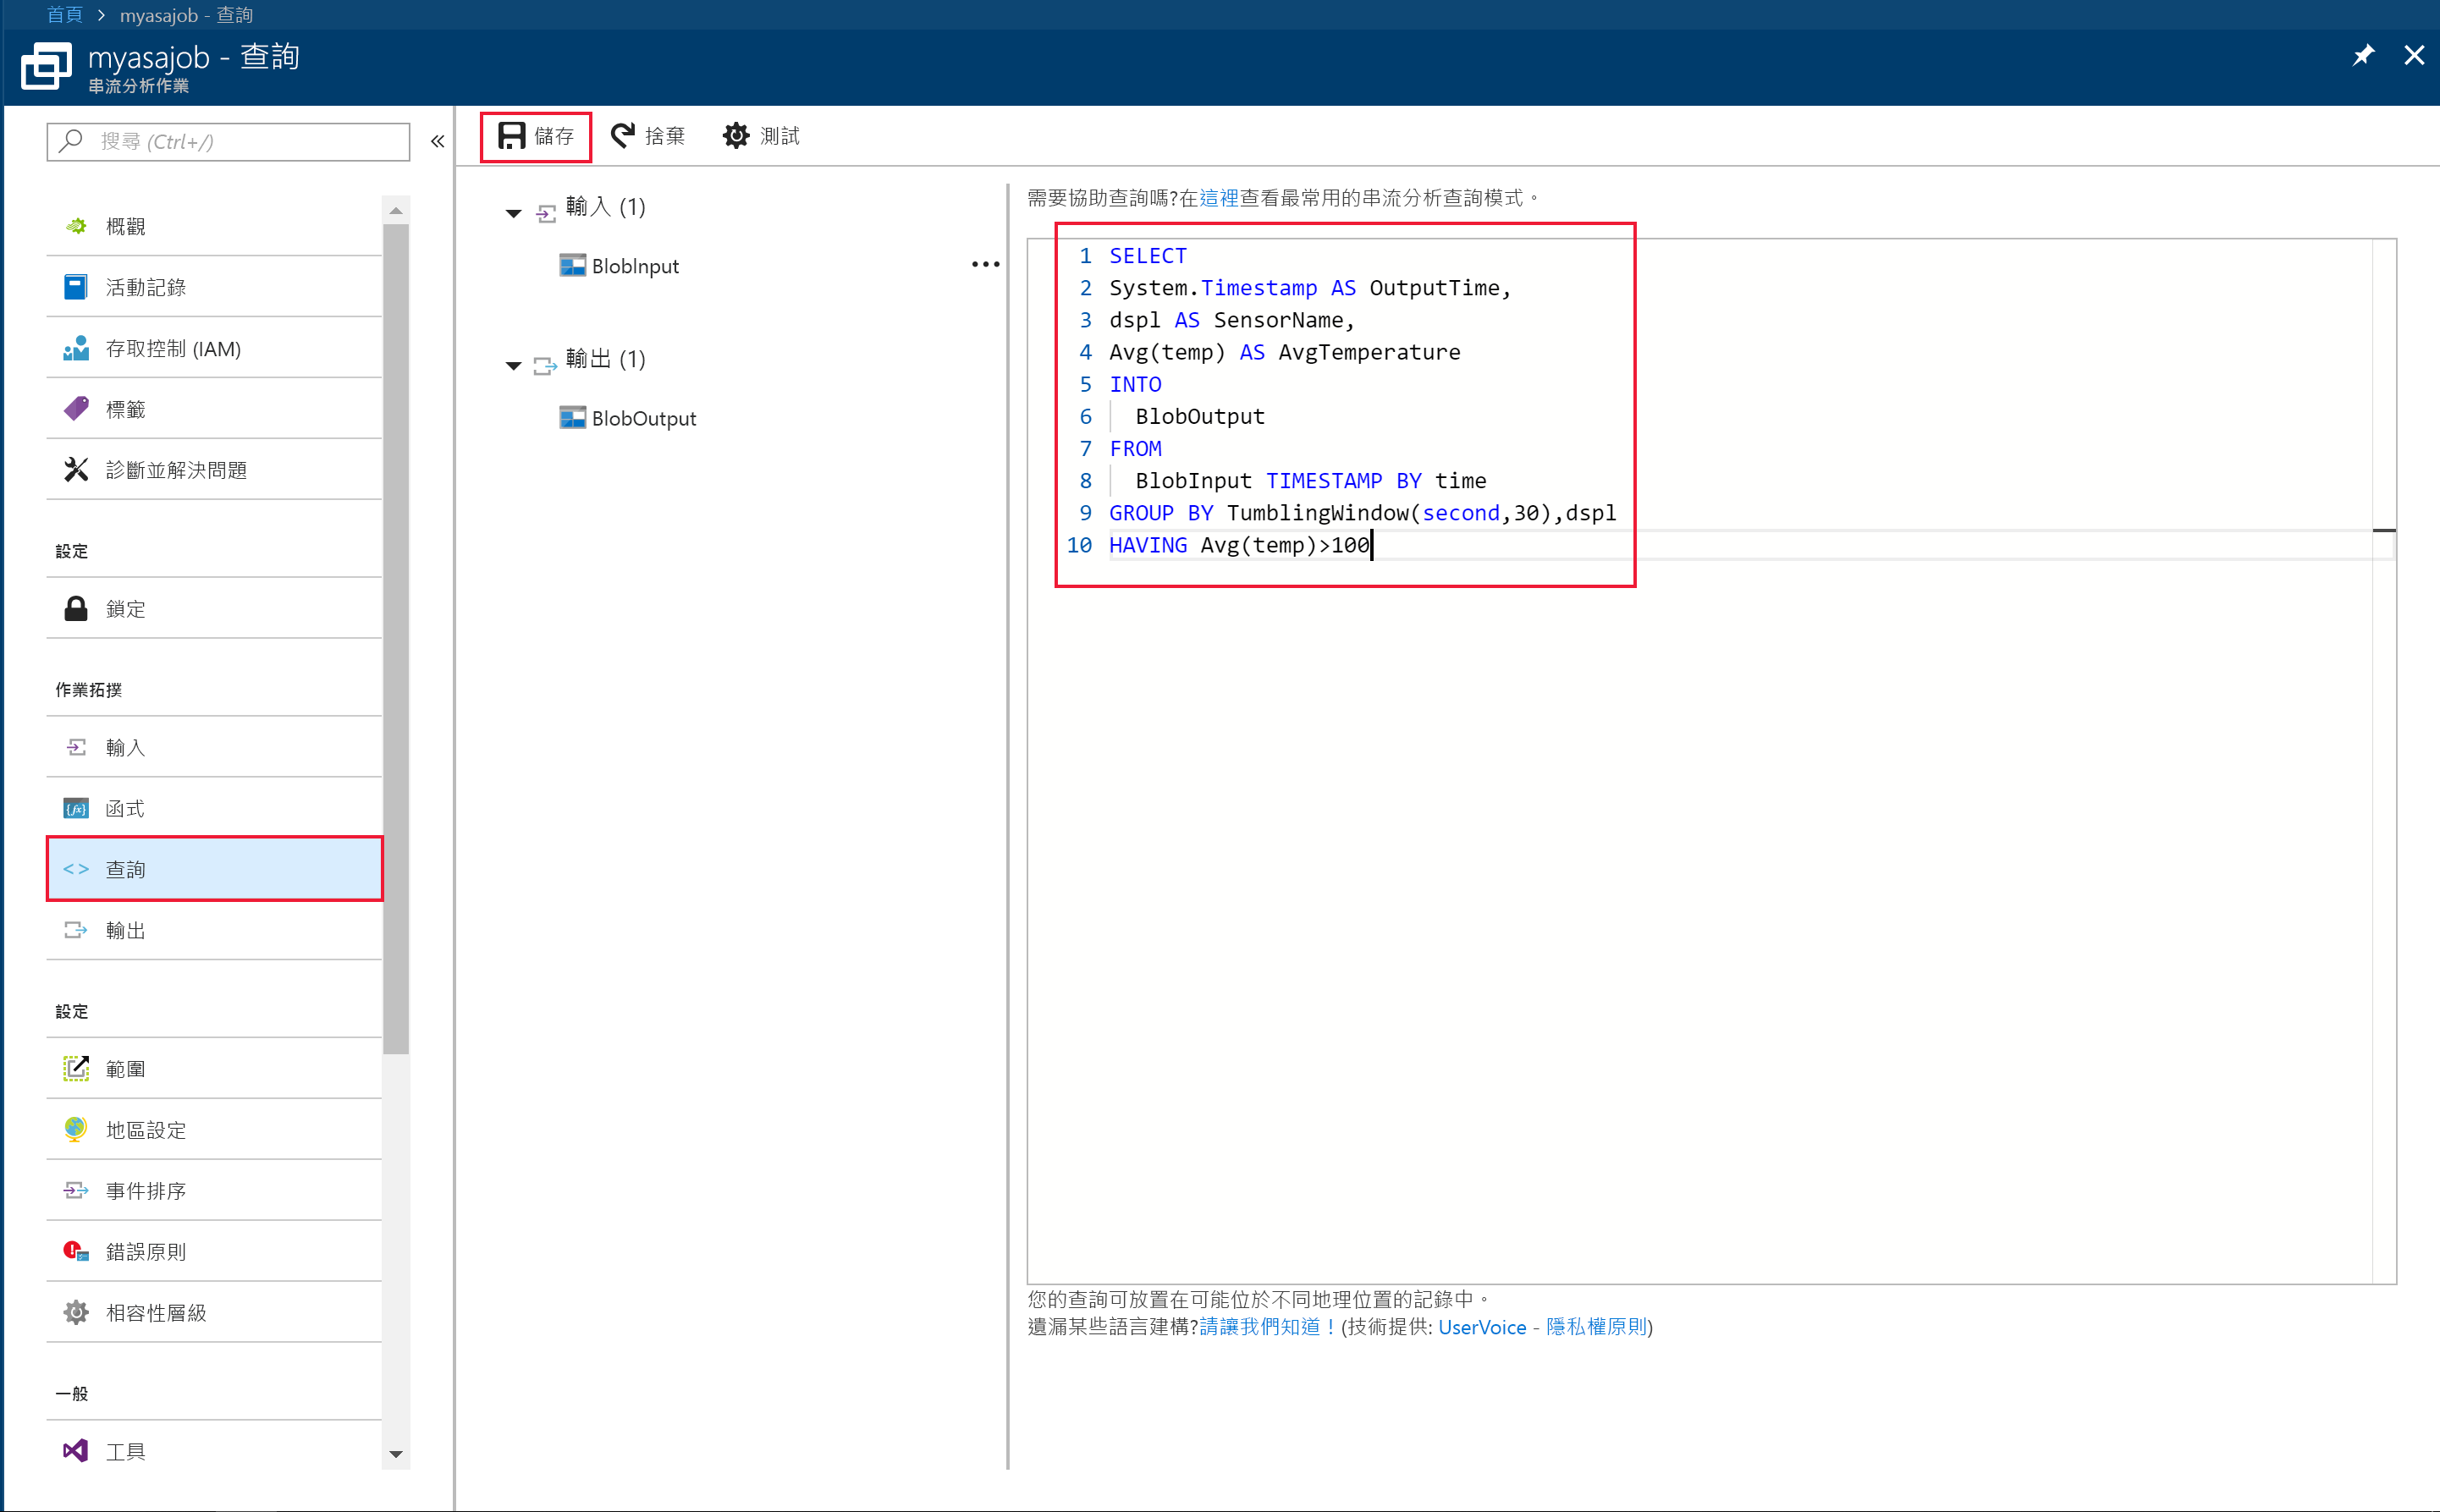 首頁 > myasajob - 查詢
myasajob - 查詢
串流分析作業
搜尋 (Ctrl+/)
概觀
活動記錄
存取控制 (IAM)
標籤
診斷並解決問題
設定
鎖定
作業拓撲
輸入
函式
查詢
輸出
設定
範圍
地區設定
事件排序
錯誤原則
相容性層級
一般
工具
儲存 捨棄 測試
輸入 (1)
BlobInput
輸出 (1)
BlobOutput
需要協助查詢嗎?在這裡查看最常用的串流分析查詢模式。
1 SELECT
2 System.Timestamp AS OutputTime,
3 dspl AS SensorName,
4 Avg(temp) AS AvgTemperature
5 INTO
6 BlobOutput
7 FROM
8 BlobInput TIMESTAMP BY time
9 GROUP BY TumblingWindow(second,30),dspl
10 HAVING Avg(temp)>100
您的查詢可放置在可能位於不同地理位置的記錄中。
遺漏某些語言建構?請讓我們知道！(技術提供: UserVoice - 隱私權原則)